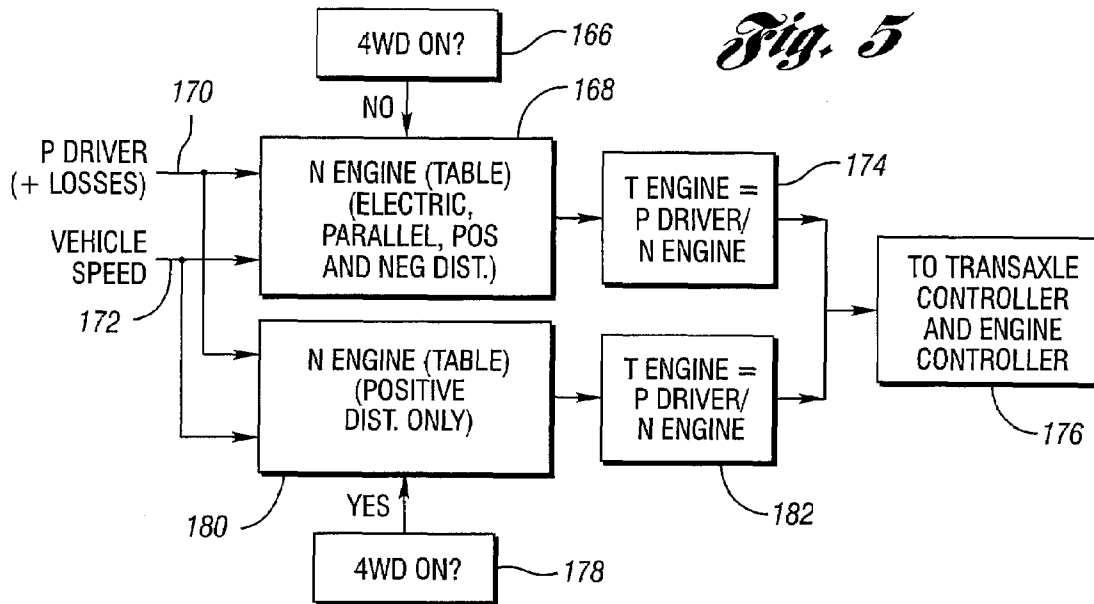 Fig. 5
4WD ON?
166
NO
168
170
P DRIVER
(+ LOSSES)
VEHICLE
SPEED
172
N ENGINE (TABLE)
(ELECTRIC,
PARALLEL, POS
AND NEG DIST.)
T ENGINE =
P DRIVER/
N ENGINE
174
TO TRANSAXLE
CONTROLLER
AND ENGINE
CONTROLLER
176
N ENGINE (TABLE)
(POSITIVE
DIST. ONLY)
180
T ENGINE =
P DRIVER/
N ENGINE
182
YES
4WD ON?
178